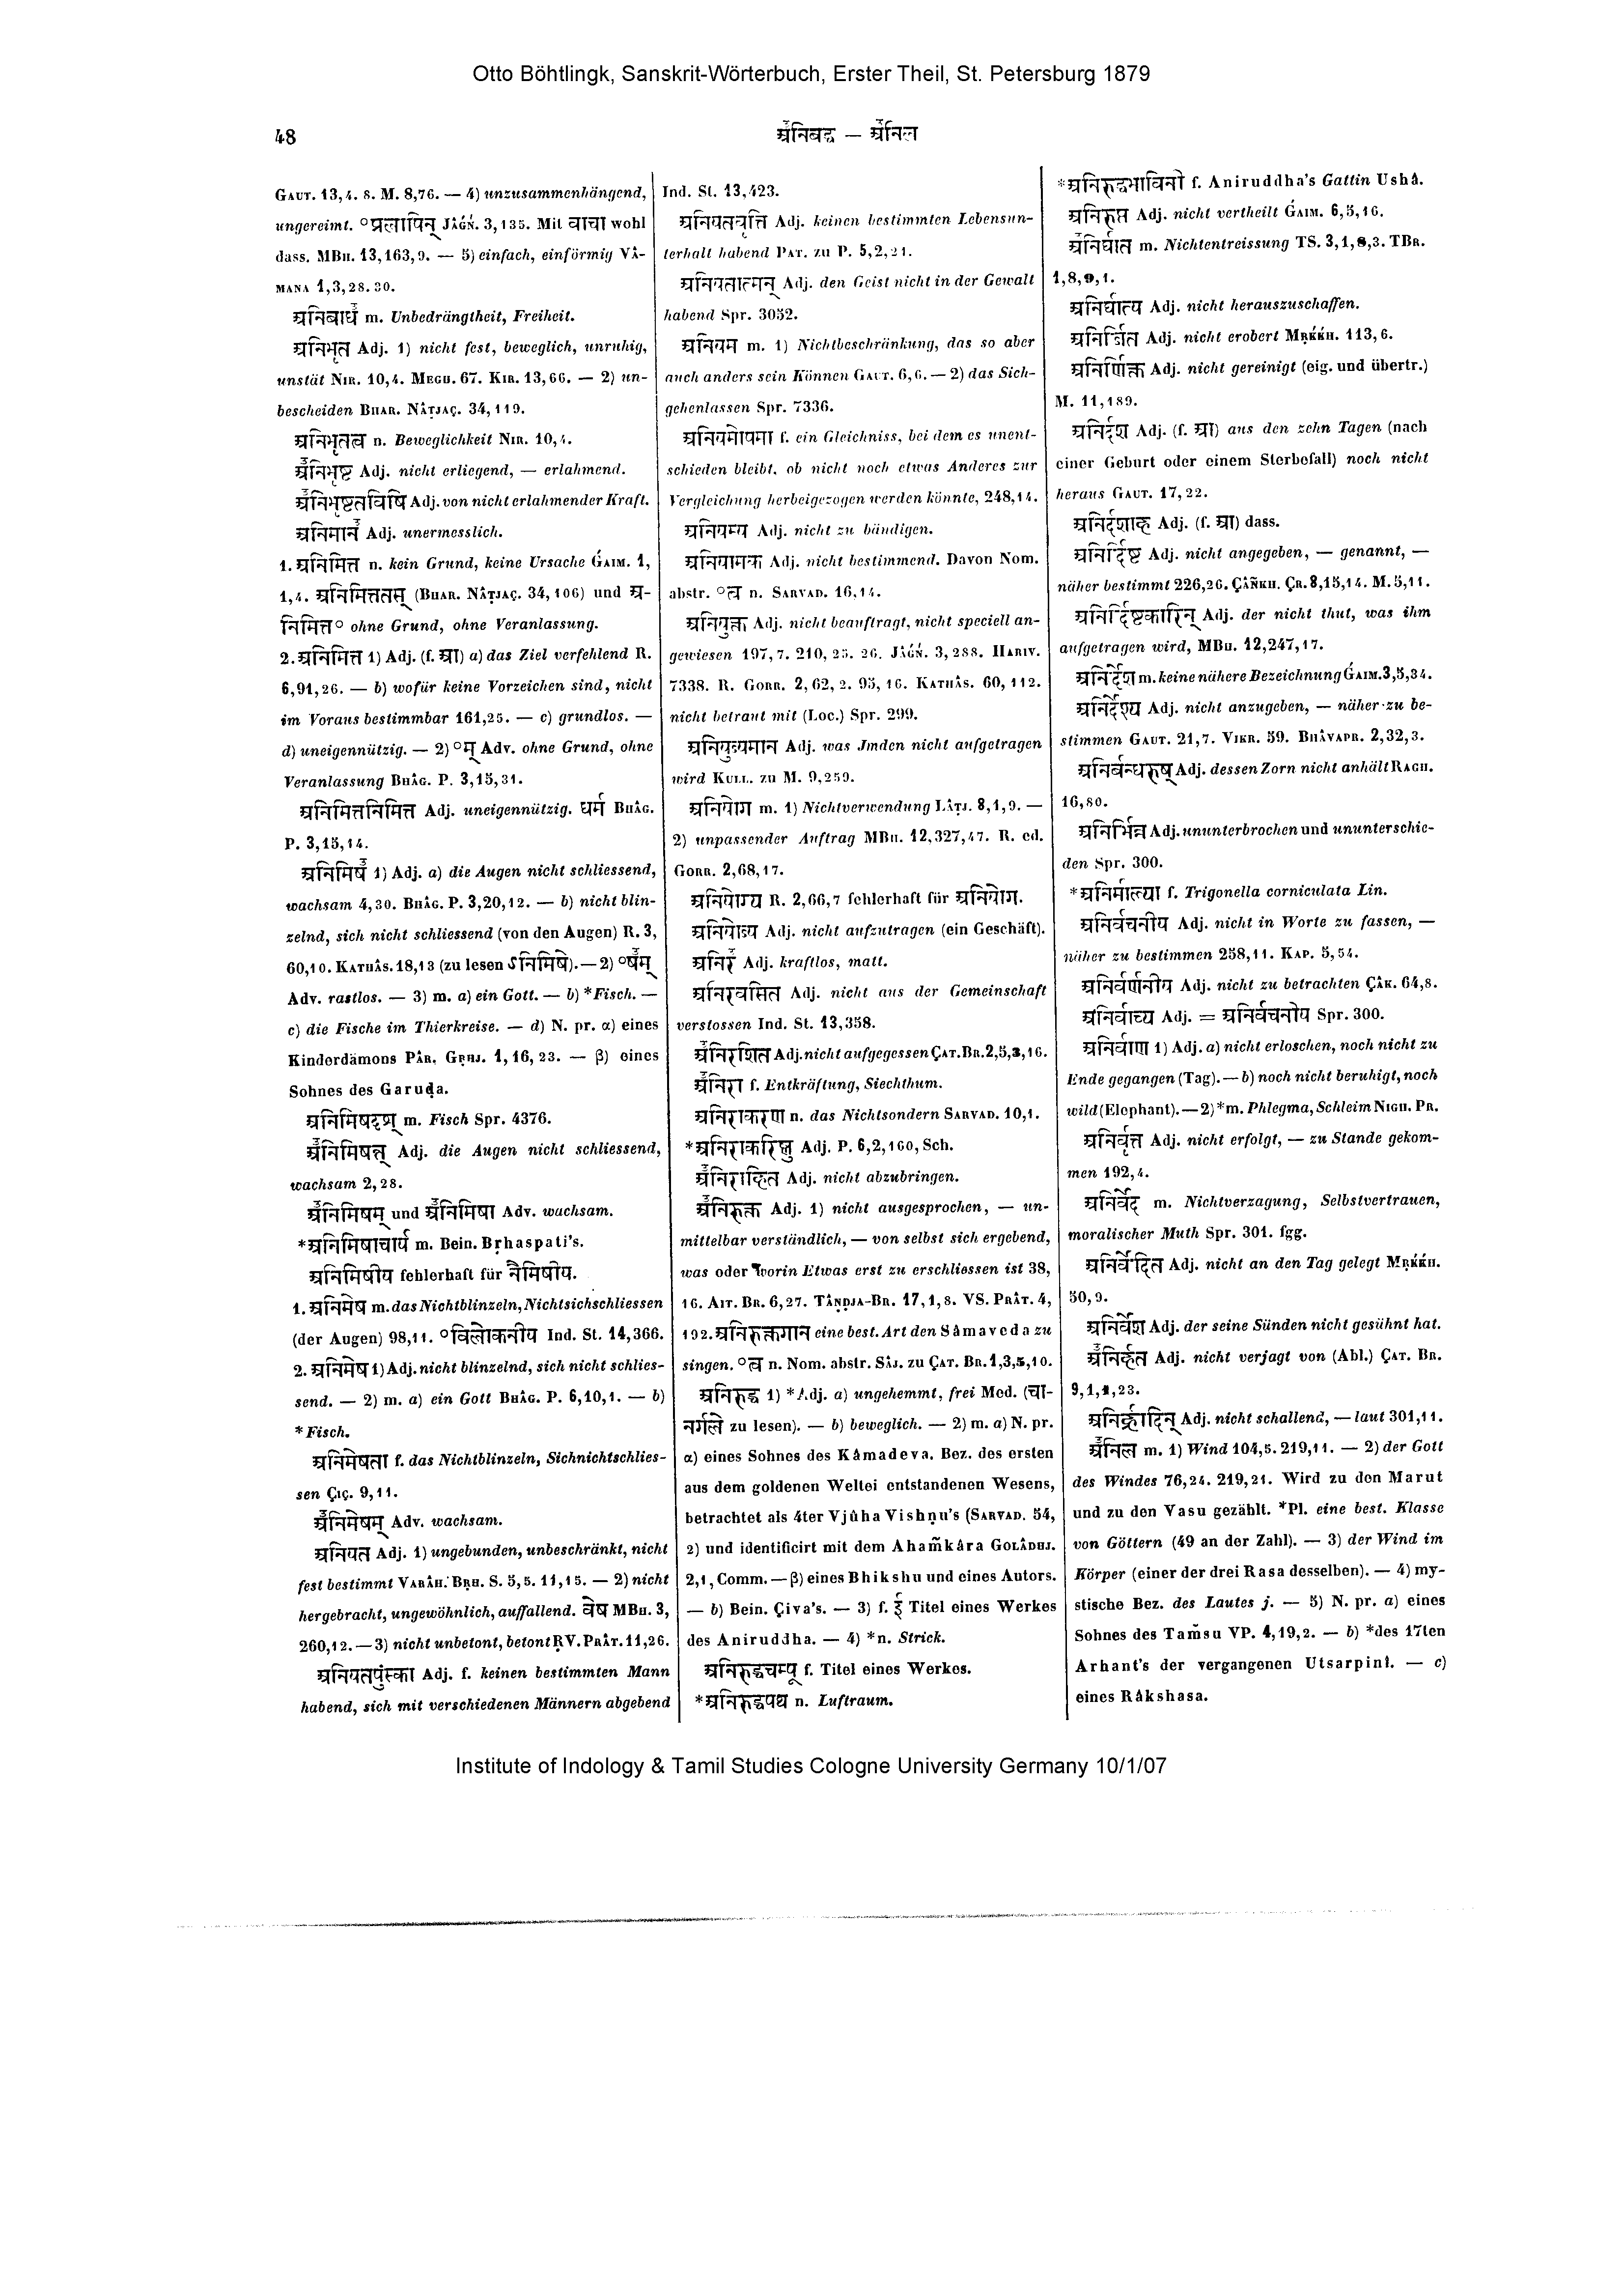 Otto Böhtlingk, Sanskrit-Wörterbuch, Erster Theil, St. Petersburg 1879
48
अ॑निबद्ध — अ॑निल
GAUT. 13,4. 8. M. 8,76. — 4) unzusammenhängend,
ungereimt. °प्रलापिन् JÂGÑ. 3,135. Mit वाचा wohl
dass. MBH. 13,163,9. — 5) einfach, einförmig VÂ-
MANA 1,3,28. 30.
अनिबाध॑ m. Unbedrängtheit, Freiheit.
अनिभृत Adj. 1) nicht fest, beweglich, unruhig,
unstät NIR. 10,4. MEGH. 67. KIR. 13,66. — 2) un-
bescheiden BHAR. NÂTJAÇ. 34,119.
अनिभृतत्व n. Beweglichkeit NIR. 10,4.
अ॑निभृष्ट Adj. nicht erliegend, — erlahmend.
अ॑निभृष्टतविषि Adj. von nicht erlahmender Kraft.
अनिमान॑ Adj. unermesslich.
1. अनिमित्त n. kein Grund, keine Ursache ĠAIM. 1,
1,4. अनिमित्ततस् (BHAR. NÂTJAÇ. 34,106) und अ-
निमित्त° ohne Grund, ohne Veranlassung.
2. अनिमित्त 1) Adj. (f. आ) a) das Ziel verfehlend R.
6,91,26. — b) wofür keine Vorzeichen sind, nicht
im Voraus bestimmbar 161,25. — c) grundlos. —
d) uneigennützig. — 2) °म् Adv. ohne Grund, ohne
Veranlassung BHÂG. P. 3,15,31.
अनिमित्तनिमित्त Adj. uneigennützig. धर्म BHÂG.
P. 3,15,14.
अनिमिष॑ 1) Adj. a) die Augen nicht schliessend,
wachsam 4,30. BHÂG. P. 3,20,12. — b) nicht blin-
zelnd, sich nicht schliessend (von den Augen) R. 3,
60,10. KATHÂS. 18,13 (zu lesen ऽनिमिषे). — 2) °ष॑म्
Adv. rastlos. — 3) m. a) ein Gott. — b) *Fisch. —
c) die Fische im Thierkreise. — d) N. pr. α) eines
Kinderdämons PÂR. GṚHJ. 1,16,23. — β) eines
Sohnes des Garuḍa.
अनिमिषदृश् m. Fisch Spr. 4376.
अ॑निमिषत् Adj. die Augen nicht schliessend,
wachsam 2,28.
अ॑निमिषम् und अ॑निमिषा Adv. wachsam.
*अनिमिषाचार्य m. Bein. Bṛhaspati's.
अनिमिषीय fehlerhaft für नैमिषीय.
1. अनिमेष m. das Nichtblinzeln, Nichtsichschliessen
(der Augen) 98,11. °विलोकनीय Ind. St. 14,366.
2. अनिमेष 1) Adj. nicht blinzelnd, sich nicht schlies-
send. — 2) m. a) ein Gott BHÂG. P. 6,10,1. — b)
*Fisch.
अनिमेषता f. das Nichtblinzeln, Sichnichtschlies-
sen ÇIÇ. 9,11.
अ॑निमेषम् Adv. wachsam.
अनियत Adj. 1) ungebunden, unbeschränkt, nicht
fest bestimmt VARÂH. BṚH. S. 5,5. 11,15. — 2) nicht
hergebracht, ungewöhnlich, auffallend. वेष MBH. 3,
260,12. — 3) nicht unbetont, betont ṚV. PRÂT. 11,26.
अनियतपुंस्का Adj. f. keinen bestimmten Mann
habend, sich mit verschiedenen Männern abgebend
Ind. St. 13,423.
अनियतवृत्ति Adj. keinen bestimmten Lebensun-
terhalt habend PAT. zu P. 5,2,21.
अनियतात्मन् Adj. den Geist nicht in der Gewalt
habend Spr. 3052.
अनियम m. 1) Nichtbeschränkung, das so aber
auch anders sein Können GAUT. 6,6. — 2) das Sich-
gehenlassen Spr. 7336.
अनियमोपमा f. ein Gleichniss, bei dem es unent-
schieden bleibt, ob nicht noch etwas Anderes zur
Vergleichung herbeigezogen werden könnte, 248,14.
अनियम्य Adj. nicht zu bändigen.
अनियामक Adj. nicht bestimmend. Davon Nom.
abstr. °त्व n. SARVAD. 16,14.
अनियुक्त Adj. nicht beauftragt, nicht speciell an-
gewiesen 197,7. 210,25. 26. JÂGÑ. 3,288. HARIV.
7338. R. GORR. 2,62,2. 95,16. KATHÂS. 60,112.
nicht betraut mit (Loc.) Spr. 299.
अनियुज्यमान Adj. was Jmden nicht aufgetragen
wird KULL. zu M. 9,259.
अनियोग m. 1) Nichtverwendung LÂṬJ. 8,1,9. —
2) unpassender Auftrag MBH. 12,327,47. R. ed.
GORR. 2,68,17.
अनियोग्य R. 2,66,7 fehlerhaft für अनियोग.
अनियोज्य Adj. nicht aufzutragen (ein Geschäft).
अनिर॑ Adj. kraftlos, matt.
अनिरवसित Adj. nicht aus der Gemeinschaft
verstossen Ind. St. 13,358.
अ॑निरशित Adj. nicht aufgegessen ÇAT. BR. 2,5,3,16.
अ॑निरा f. Entkräftung, Siechthum.
अनिराकरण n. das Nichtsondern SARVAD. 10,1.
*अनिराकरिष्णु Adj. P. 6,2,160, Sch.
अ॑निराहित Adj. nicht abzubringen.
अ॑निरुक्त Adj. 1) nicht ausgesprochen, — un-
mittelbar verständlich, — von selbst sich ergebend,
was oder worin Etwas erst zu erschliessen ist 38,
16. AIT. BR. 6,27. TÂṆḌJA-BR. 17,1,8. VS. PRÂT. 4,
192. अनिरुक्तगान eine best. Art den Sâmaveda zu
singen. °त्व n. Nom. abstr. SÂJ. zu ÇAT. BR. 1,3,5,10.
अनिरुद्ध 1) *Adj. a) ungehemmt, frei Med. (चा-
नर्गले zu lesen). — b) beweglich. — 2) m. a) N. pr.
α) eines Sohnes des Kâmadeva. Bez. des ersten
aus dem goldenen Weltei entstandenen Wesens,
betrachtet als 4ter Vjûha Vishṇu's (SARVAD. 54,
2) und identificirt mit dem Ahaṁkâra GOLÂDHJ.
2,1, Comm. — β) eines Bhikshu und eines Autors.
— b) Bein. Çiva's. — 3) f. ई Titel eines Werkes
des Aniruddha. — 4) *n. Strick.
अनिरुद्धचम्पू f. Titel eines Werkes.
*अनिरुद्धपथ n. Luftraum.
*अनिरुद्धभाविनी f. Aniruddha's Gattin Ushâ.
अनिरुप्त Adj. nicht vertheilt ĠAIM. 6,5,16.
अ॑निर्घात m. Nichtentreissung TS. 3,1,8,3. TBR.
1,8,9,1.
अनिर्घात्य Adj. nicht herauszuschaffen.
अनिर्जित Adj. nicht erobert MṚKKH. 113,6.
अनिर्णिक्त Adj. nicht gereinigt (eig. und übertr.)
M. 11,189.
अनिर्दश Adj. (f. आ) aus den zehn Tagen (nach
einer Geburt oder einem Sterbefall) noch nicht
heraus GAUT. 17,22.
अनिर्दशाह Adj. (f. आ) dass.
अनिर्दिष्ट Adj. nicht angegeben, — genannt, —
näher bestimmt 226,26. ÇÂṄKH. ÇR. 8,15,14. M. 5,11.
अनिर्दिष्टकारिन् Adj. der nicht thut, was ihm
aufgetragen wird, MBH. 12,247,17.
अनिर्देश m. keine nähere Bezeichnung ĠAIM. 3,5,34.
अनिर्देश्य Adj. nicht anzugeben, — näher zu be-
stimmen GAUT. 21,7. VIKR. 59. BHÂVAPR. 2,32,3.
अनिर्बन्धरुष् Adj. dessen Zorn nicht anhält RAGH.
16,80.
अनिर्भिन्न Adj. ununterbrochen und ununterschie-
den Spr. 300.
*अनिर्माल्या f. Trigonella corniculata Lin.
अनिर्वचनीय Adj. nicht in Worte zu fassen, —
näher zu bestimmen 258,11. KAP. 5,54.
अनिर्वर्णनीय Adj. nicht zu betrachten ÇÂK. 64,8.
अनिर्वाच्य Adj. = अनिर्वचनीय Spr. 300.
अनिर्वाण 1) Adj. a) nicht erloschen, noch nicht zu
Ende gegangen (Tag). — b) noch nicht beruhigt, noch
wild (Elephant). — 2) *m. Phlegma, Schleim NIGH. PR.
अनिर्वृत्त Adj. nicht erfolgt, — zu Stande gekom-
men 192,4.
अनिर्वेद m. Nichtverzagung, Selbstvertrauen,
moralischer Muth Spr. 301. fgg.
अनिर्वेदित Adj. nicht an den Tag gelegt MṚKKH.
50,9.
अनिर्वेश Adj. der seine Sünden nicht gesühnt hat.
अ॑निर्हत Adj. nicht verjagt von (Abl.) ÇAT. BR.
9,1,1,23.
अनिर्ह्रादिन् Adj. nicht schallend, — laut 301,11.
अ॑निल m. 1) Wind 104,5. 219,11. — 2) der Gott
des Windes 76,24. 219,21. Wird zu den Marut
und zu den Vasu gezählt. *Pl. eine best. Klasse
von Göttern (49 an der Zahl). — 3) der Wind im
Körper (einer der drei Rasa desselben). — 4) my-
stische Bez. des Lautes j. — 5) N. pr. a) eines
Sohnes des Taṁsu VP. 4,19,2. — b) *des 17ten
Arhant's der vergangenen Utsarpiṇî. — c)
eines Râkshasa.
Institute of Indology & Tamil Studies Cologne University Germany 10/1/07